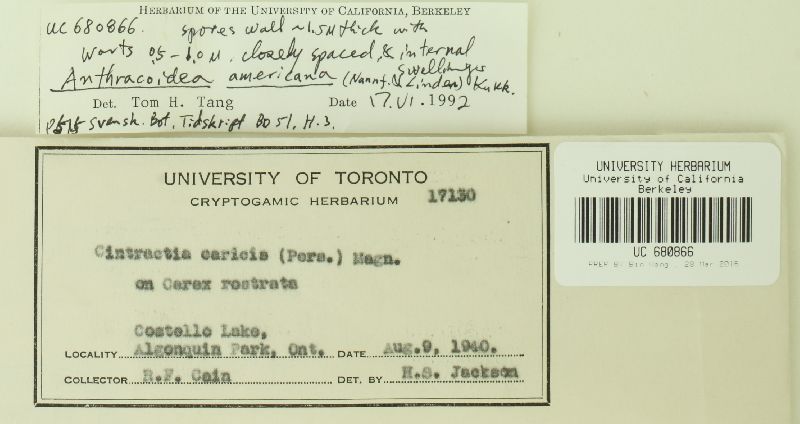 HERBARIUM OF THE UNIVERSITY OF CALIFORNIA, BERKELEY
UC 680866. spores wall ~1.5µ thick with
warts 0.5-1.0 µ, closely spaced, & internal
swellings
Anthracoidea americana (Nannf. & Linden) Kukk.
Det. Tom H. Tang Date 17.VI.1992
Svensk. Bot. Tidskrift BD 51. H.3.
UNIVERSITY OF TORONTO
CRYPTOGAMIC HERBARIUM 17130
Cintractia caricis (Pers.) Magn.
on Carex rostrata
Costello Lake,
LOCALITY Algonquin Park, Ont. DATE Aug.9, 1940.
COLLECTOR R.F. Cain DET. BY H.S. Jackson
UNIVERSITY HERBARIUM
University of California
Berkeley
UC 680866
PREP BY Bin Wang , 28 Mar 2016